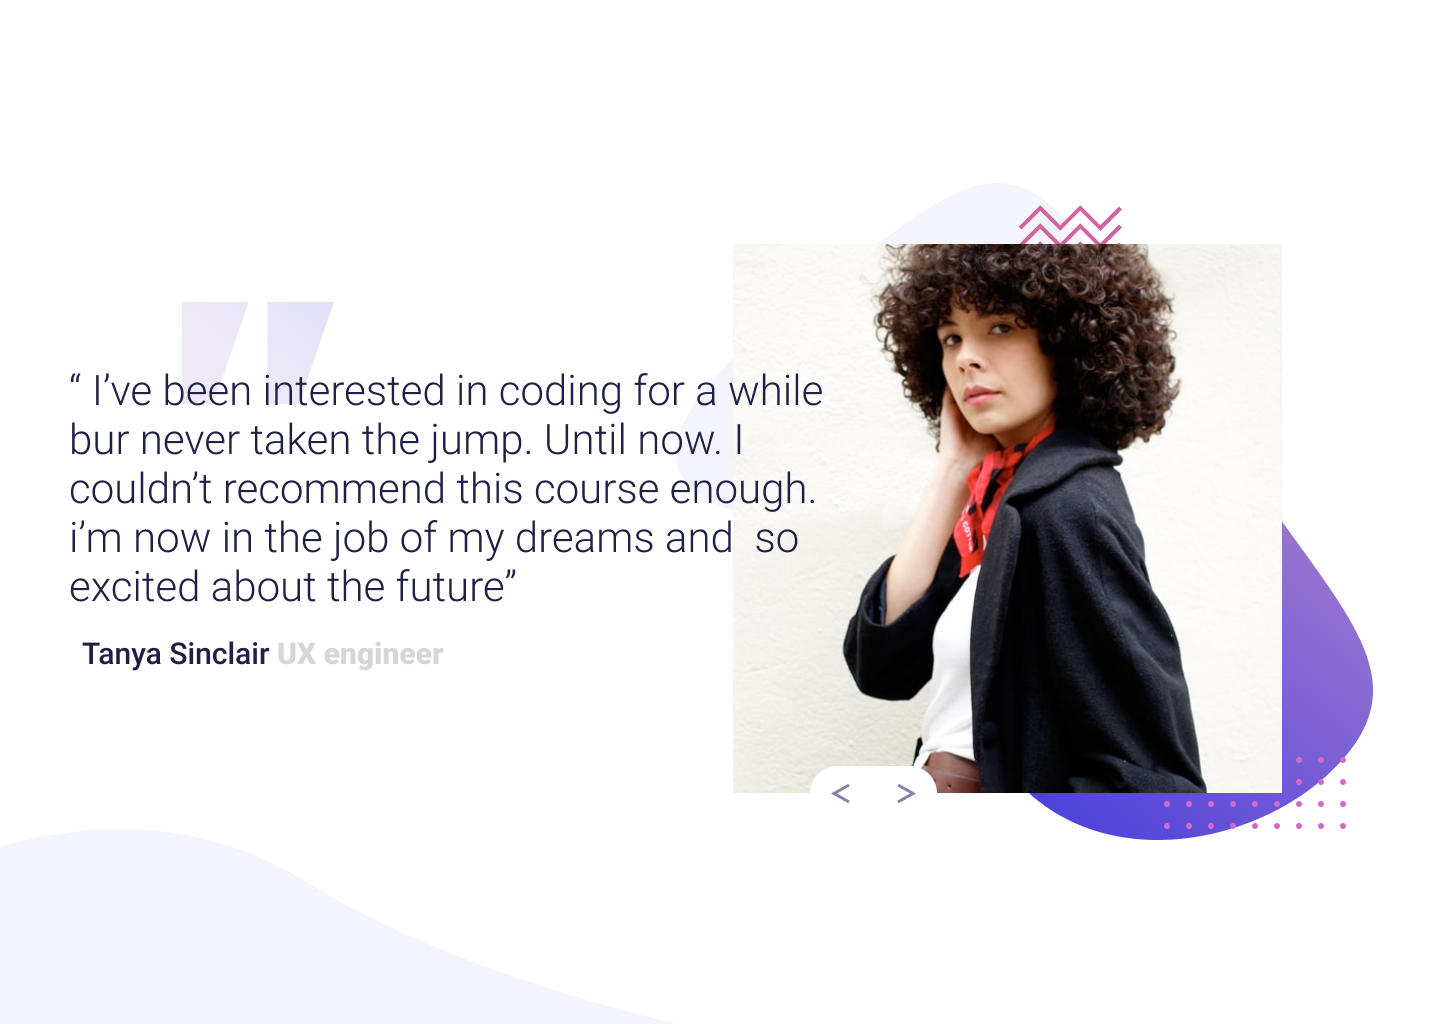 “ I’ve been interested in coding for a while
bur never taken the jump. Until now. I
couldn’t recommend this course enough.
i’m now in the job of my dreams and  so
excited about the future”
Tanya Sinclair UX engineer